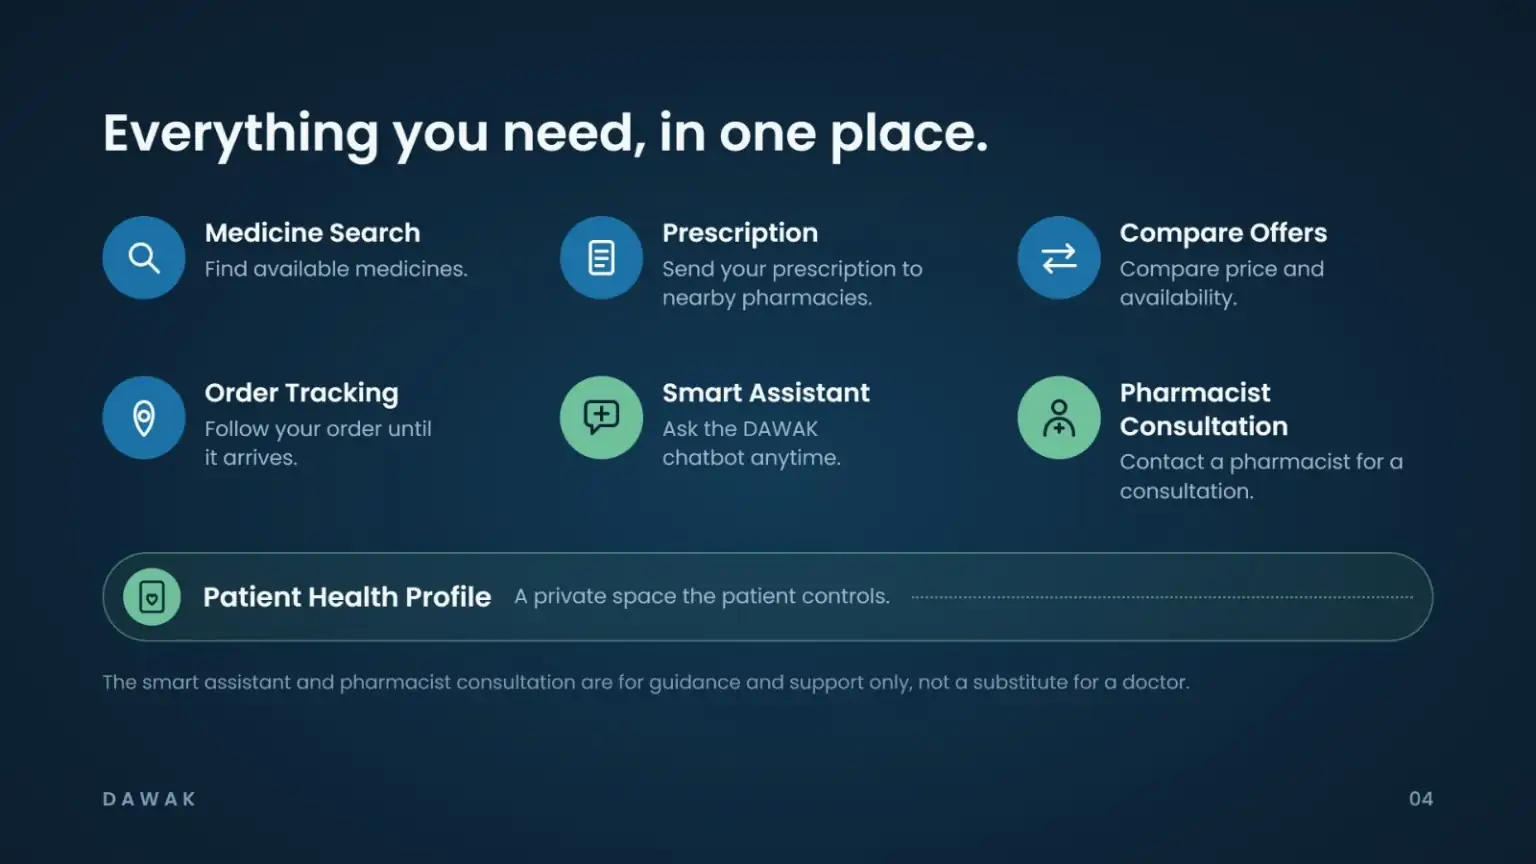 Everything you need, in one place.
Medicine Search
Find available medicines.
Prescription
Send your prescription to
nearby pharmacies.
Compare Offers
Compare price and
availability.
Order Tracking
Follow your order until
it arrives.
Smart Assistant
Ask the DAWAK
chatbot anytime.
Pharmacist
Consultation
Contact a pharmacist for a
consultation.
Patient Health Profile A private space the patient controls.
The smart assistant and pharmacist consultation are for guidance and support only, not a substitute for a doctor.
DAWAK
04